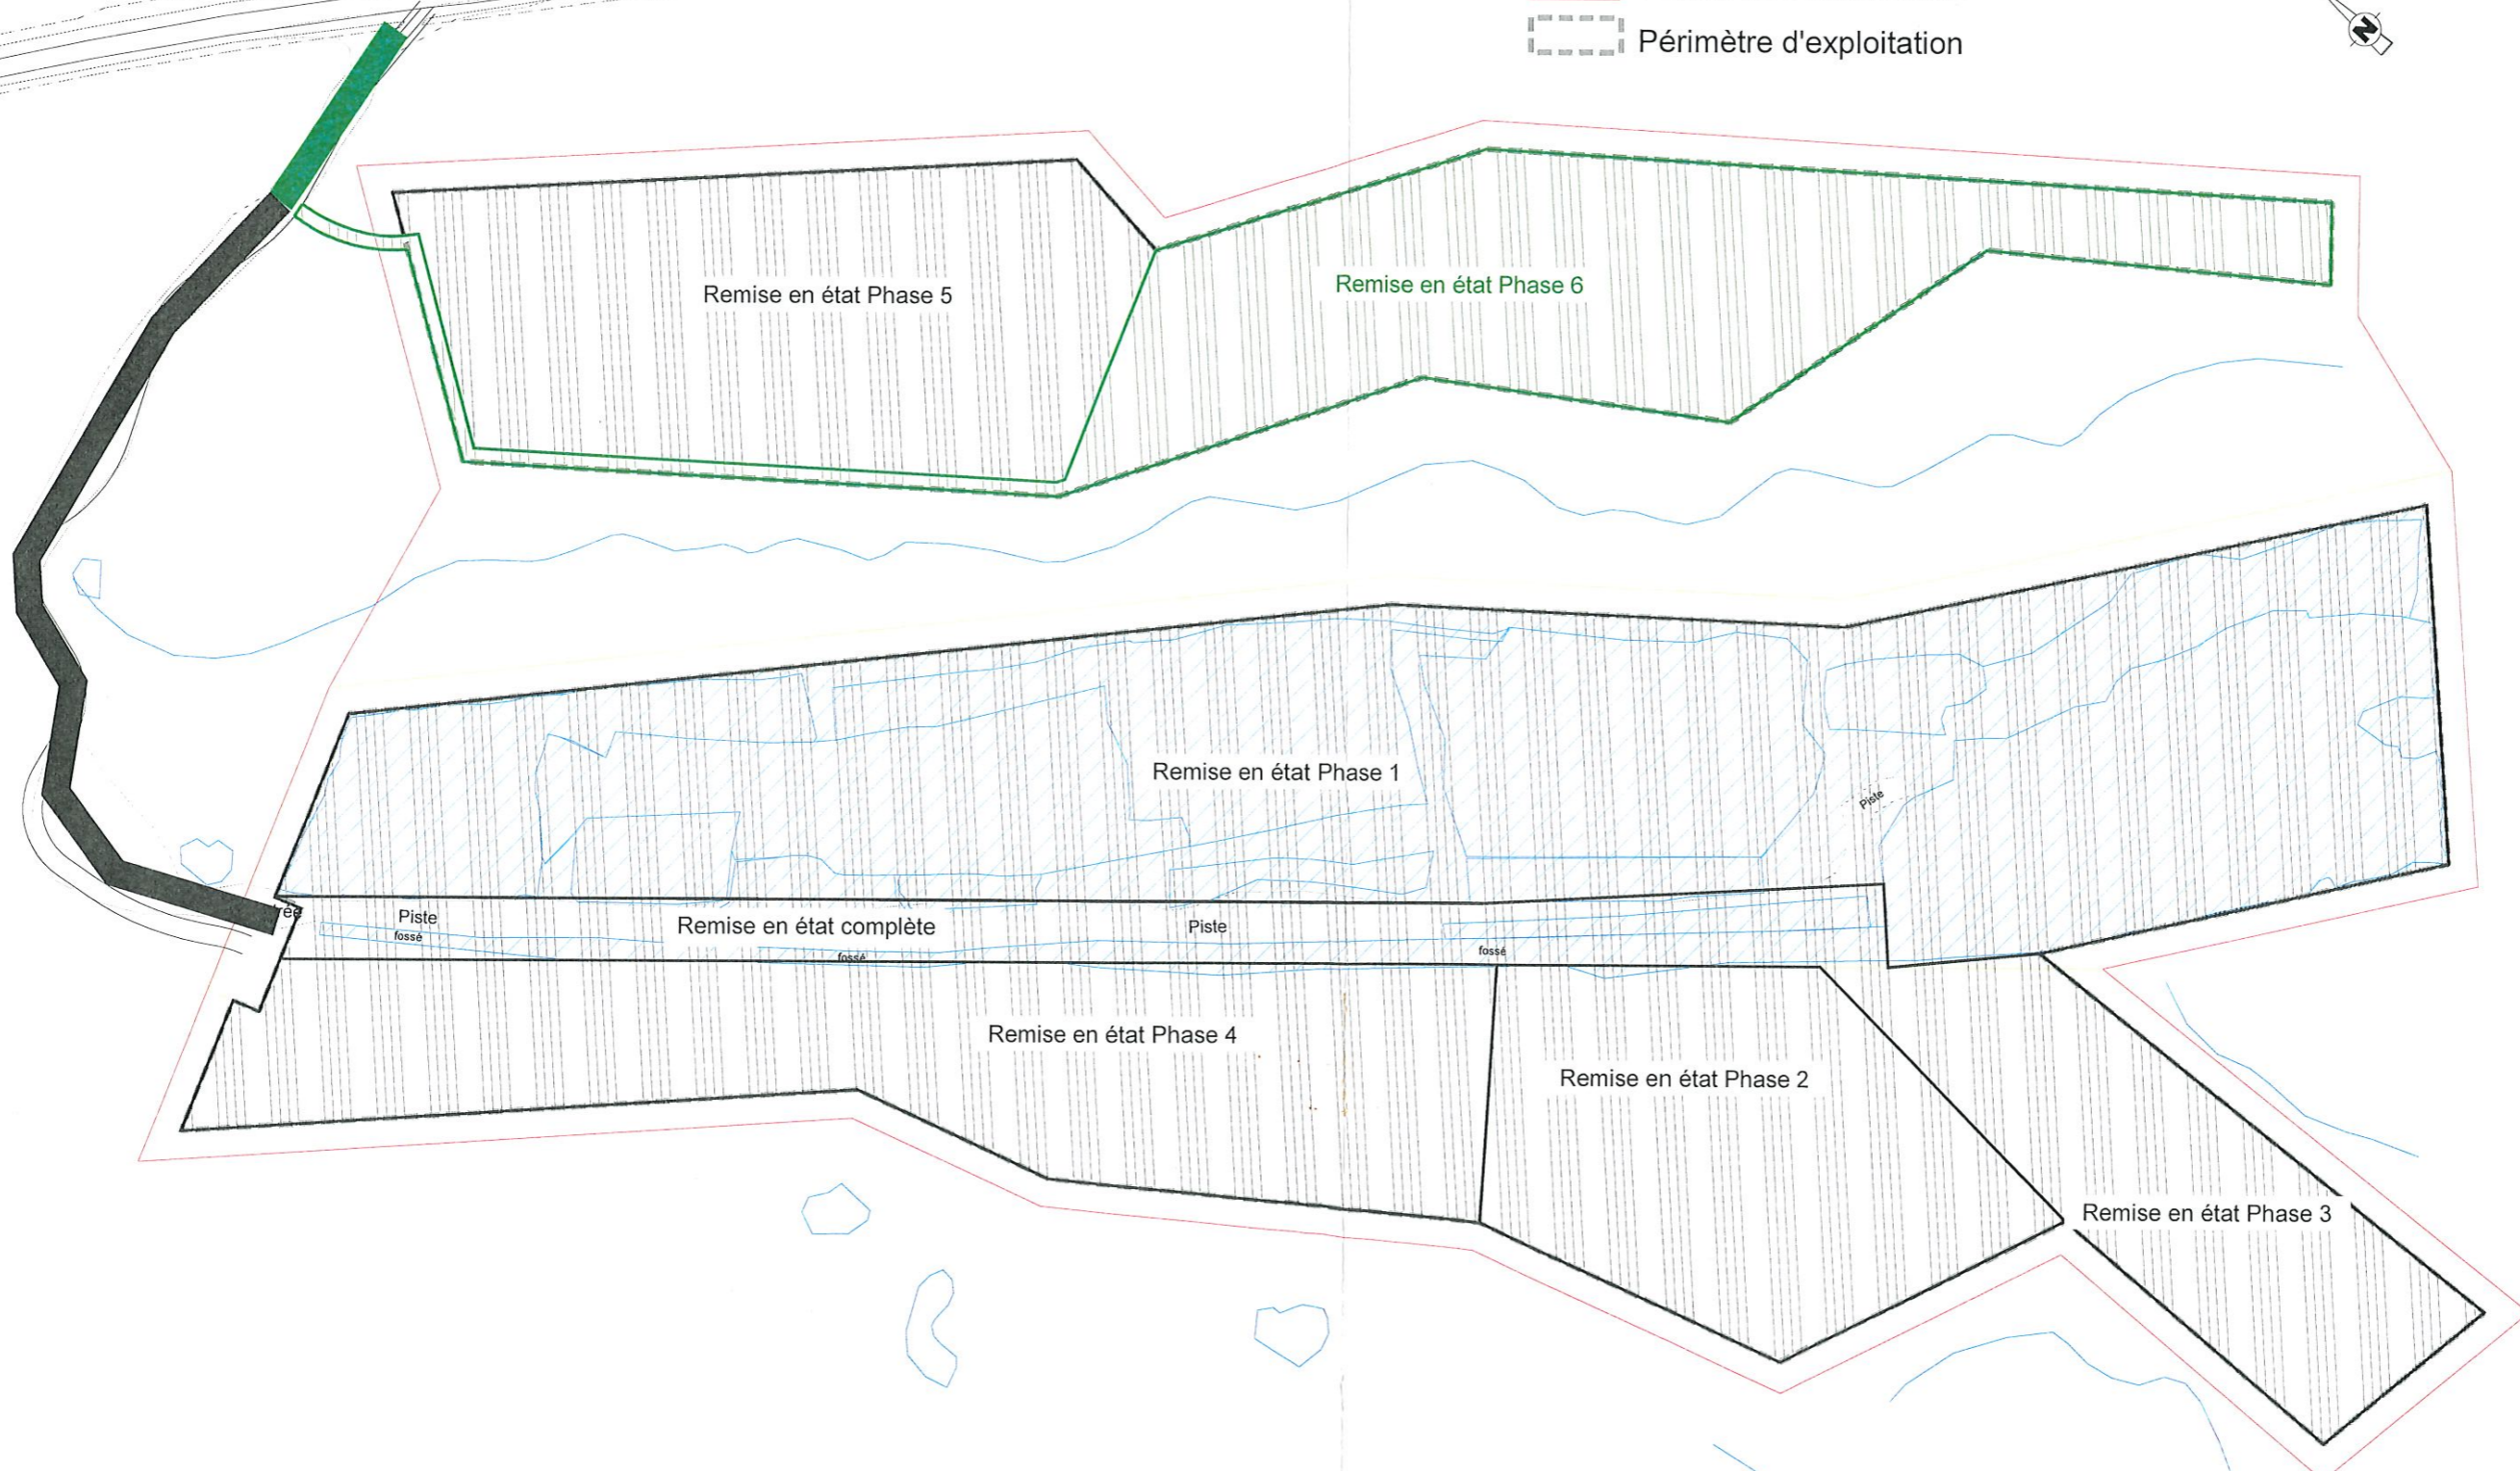 Périmètre d'exploitation
N
Remise en état Phase 5
Remise en état Phase 6
Remise en état Phase 1
Piste
Piste
fossé
Remise en état complète
fossé
Piste
fossé
Remise en état Phase 4
Remise en état Phase 2
Remise en état Phase 3